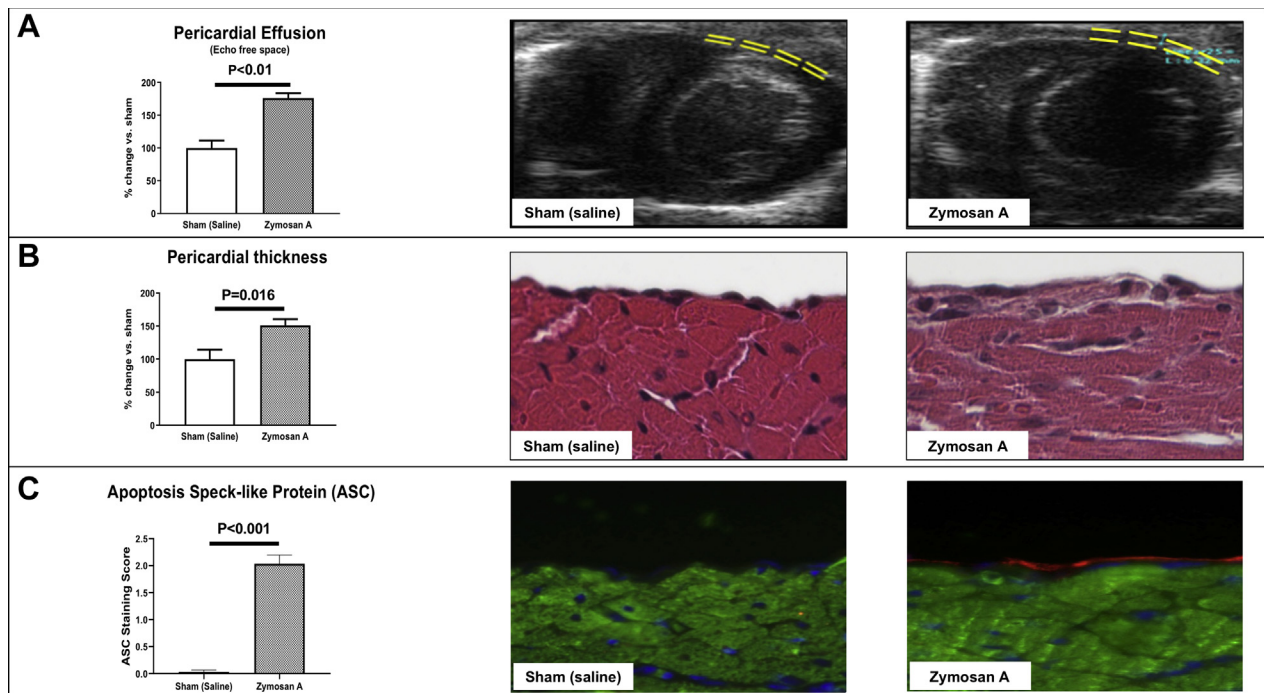 A
Pericardial Effusion
(Echo free space)
P<0.01
200
150
100
50
0
% change vs. sham
Sham (Saline)
Zymosan A
Sham (saline)
Zymosan A
B
Pericardial thickness
P=0.016
200
150
100
50
0
% change vs. sham
Sham (Saline)
Zymosan A
Sham (saline)
Zymosan A
C
Apoptosis Speck-like Protein (ASC)
P<0.001
2.5
2.0
1.5
1.0
0.5
0.0
ASC Staining Score
Sham (Saline)
Zymosan A
Sham (saline)
Zymosan A